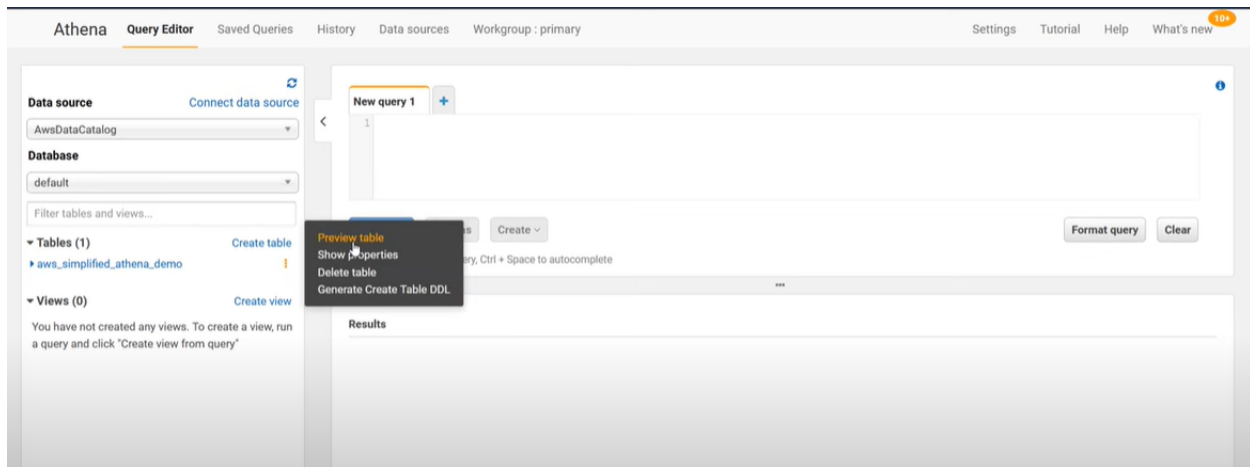 Athena Query Editor Saved Queries History Data sources Workgroup : primary Settings Tutorial Help What's new 10+
Data source Connect data source
AwsDataCatalog
Database
default
Filter tables and views...
Tables (1) Create table
aws_simplified_athena_demo
Views (0) Create view
You have not created any views. To create a view, run
a query and click "Create view from query"
Preview table
Show properties
Delete table
Generate Create Table DDL
New query 1
1
Create
Format query Clear
Ctrl + Space to autocomplete
Results